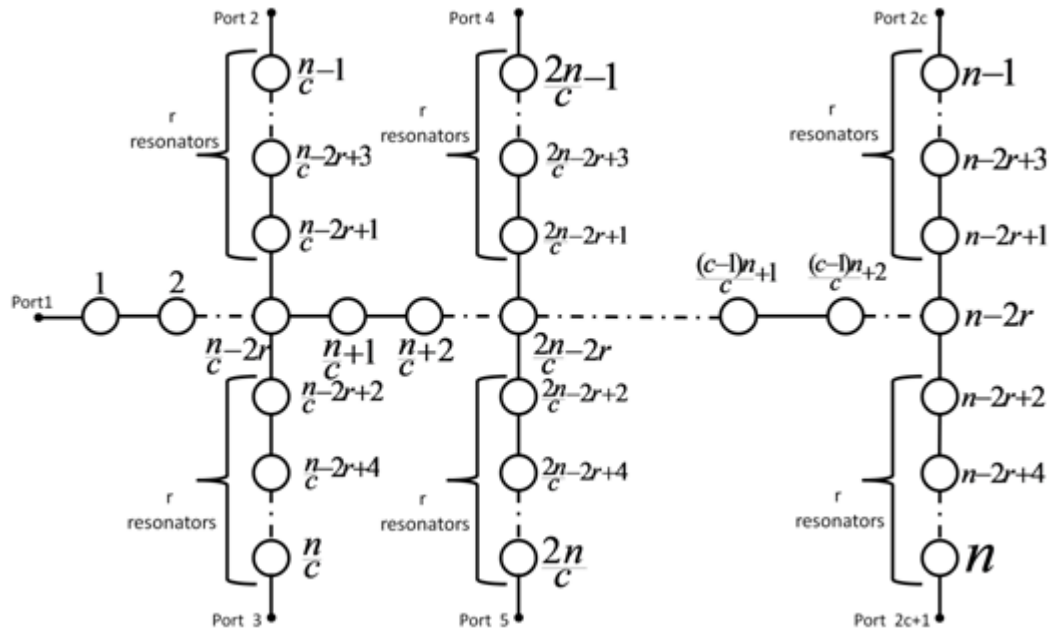 Port 2
Port 4
Port 2c
n/c −1
2n/c −1
n−1
r
resonators
r
resonators
r
resonators
n/c −2r+3
2n/c −2r+3
n−2r+3
n/c −2r+1
2n/c −2r+1
n−2r+1
1
2
(c−1)n/c +1
(c−1)n/c +2
Port1
n−2r
n/c −2r
n/c +1
n/c +2
2n/c −2r
n/c −2r+2
2n/c −2r+2
n−2r+2
n/c −2r+4
2n/c −2r+4
n−2r+4
r
resonators
r
resonators
r
resonators
n/c
2n/c
n
Port 3
Port 5
Port 2c+1